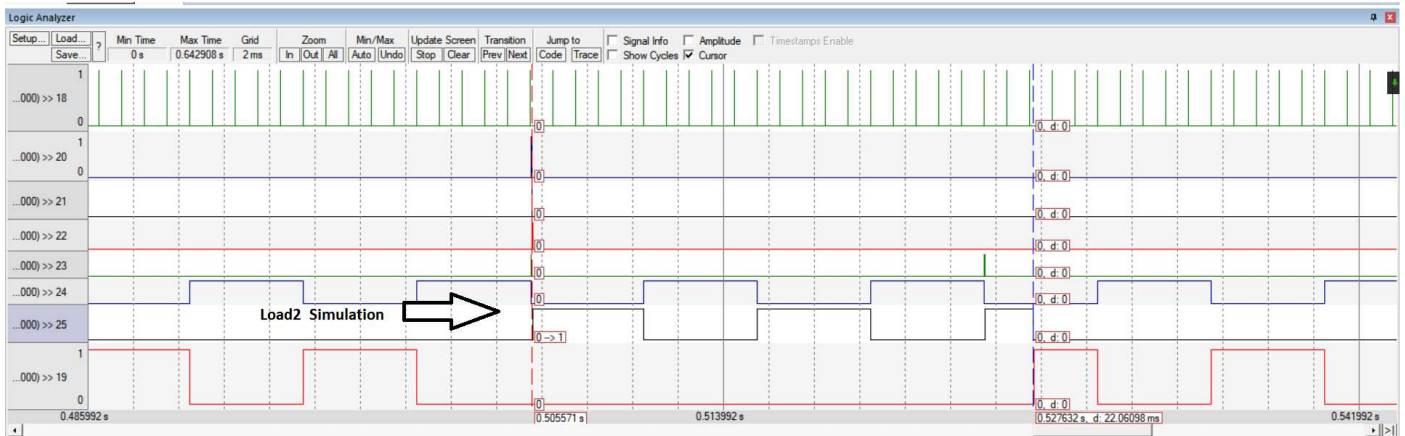 Logic Analyzer
Setup... Load... Min Time Max Time Grid Zoom Min/Max Update Screen Transition Jump to Signal Info Amplitude Timestamps Enable
Save... ? 0 s 0.642908 s 2 ms In Out All Auto Undo Stop Clear Prev Next Code Trace Show Cycles Cursor
1
...000) >> 18
0 0 0, d: 0
1
...000) >> 20
0 0 0, d: 0
...000) >> 21
0 0, d: 0
...000) >> 22
0 0, d: 0
...000) >> 23
0 0, d: 0
...000) >> 24
0 0, d: 0
Load2 Simulation
...000) >> 25
0 --> 1 0, d: 0
1
...000) >> 19
0 0 0, d: 0
0.485992 s 0.505571 s 0.513992 s 0.527632 s, d: 22.06098 ms 0.541992 s